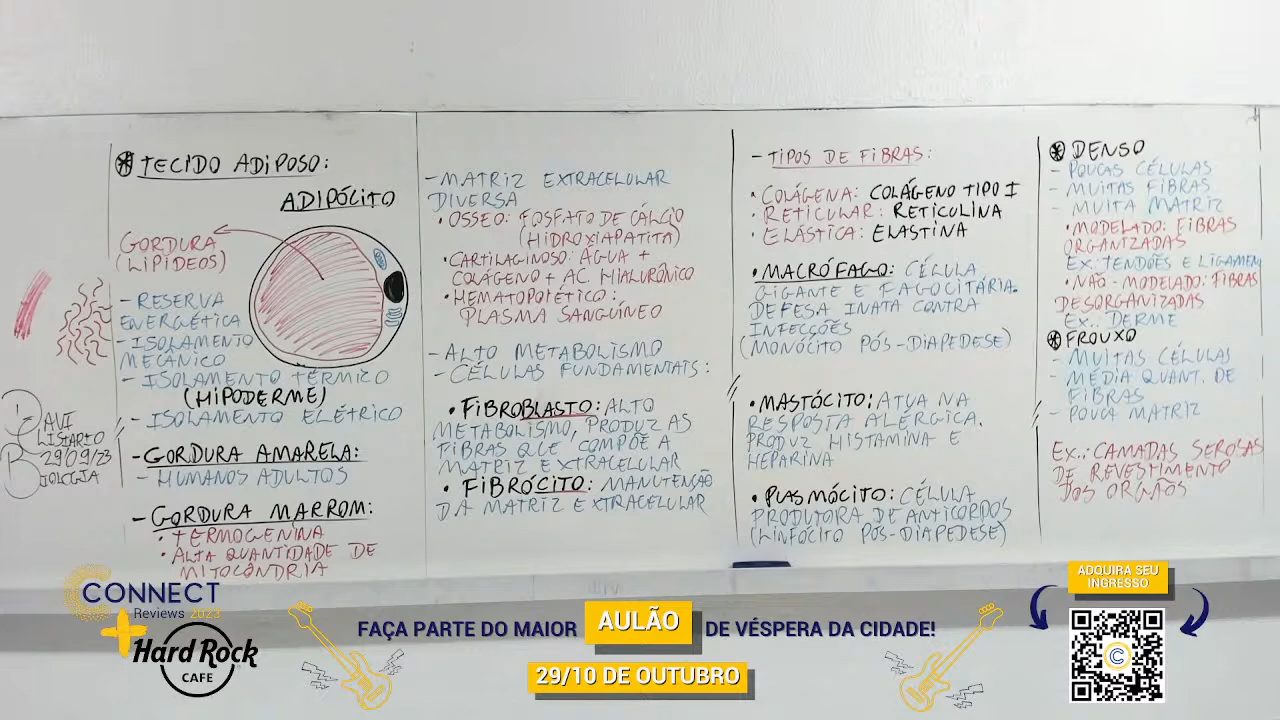 TECIDO ADIPOSO:
ADIPÓCITO
GORDURA
(LIPÍDEOS)
- RESERVA
ENERGÉTICA
- ISOLAMENTO
MECÂNICO
- ISOLAMENTO TÉRMICO
(HIPODERME)
- ISOLAMENTO ELÉTRICO
- GORDURA AMARELA:
- HUMANOS ADULTOS
- GORDURA MARROM:
• TERMOGENINA
• ALTA QUANTIDADE DE
MITOCÔNDRIA
DAVI
LISTARTO
29/09/23
BIOLOGIA
- MATRIZ EXTRACELULAR
DIVERSA
• OSSEO: FOSFATO DE CÁLCIO
(HIDROXIAPATITA)
• CARTILAGINOSO: AGUA +
COLÁGENO + AC HIALURÔNICO
• HEMATOPOIÉTICO:
PLASMA SANGUÍNEO
- ALTO METABOLISMO
- CÉLULAS FUNDAMENTAIS:
• FIBROBLASTO: ALTO
METABOLISMO, PRODUZ AS
FIBRAS QUE COMPÕE A
MATRIZ EXTRACELULAR
• FIBRÓCITO: MANUTENÇÃO
DA MATRIZ EXTRACELULAR
- TIPOS DE FIBRAS:
• COLÁGENA: COLÁGENO TIPO I
• RETICULAR: RETICULINA
• ELÁSTICA: ELASTINA
• MACRÓFAGO: CÉLULA
GIGANTE E FAGOCITÁRIA.
DEFESA INATA CONTRA
INFECÇÕES
(MONÓCITO PÓS-DIAPEDESE)
• MASTÓCITO: ATUA NA
RESPOSTA ALÉRGICA.
PRODUZ HISTAMINA E
HEPARINA
• PLASMÓCITO: CÉLULA
PRODUTORA DE ANTICORPOS
(LINFÓCITO PÓS-DIAPEDESE)
DENSO
- POUCAS CÉLULAS
- MUITAS FIBRAS
- MUITA MATRIZ
• MODELADO: FIBRAS
ORGANIZADAS
EX: TENDÕES E LIGAMEN
• NÃO-MODELADO: FIBRAS
DESORGANIZADAS
EX.: DERME
FROUXO
- MUITAS CÉLULAS
- MÉDIA QUANT. DE
FIBRAS
- POUCA MATRIZ
EX.: CAMADAS SEROSAS
DE REVESTIMENTO
DOS ORGÃOS
CONNECT
Reviews 2023
+ Hard Rock
CAFE
FAÇA PARTE DO MAIOR AULÃO DE VÉSPERA DA CIDADE!
29/10 DE OUTUBRO
ADQUIRA SEU
INGRESSO